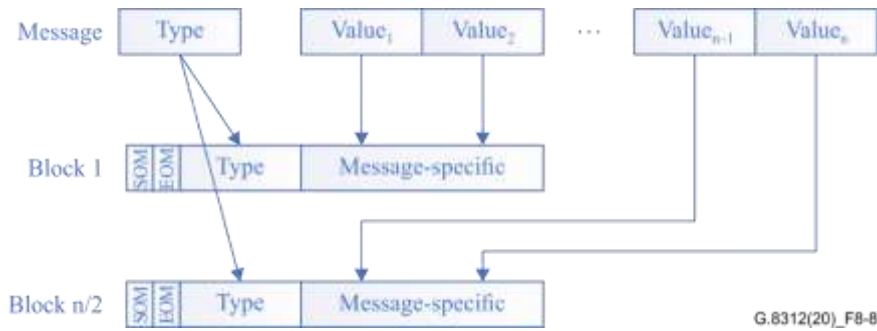 Message Type Value1 Value2 ... Valuen-1 Valuen
Block 1 SOM EOM Type Message-specific
Block n/2 SOM EOM Type Message-specific
G.8312(20)_F8-8